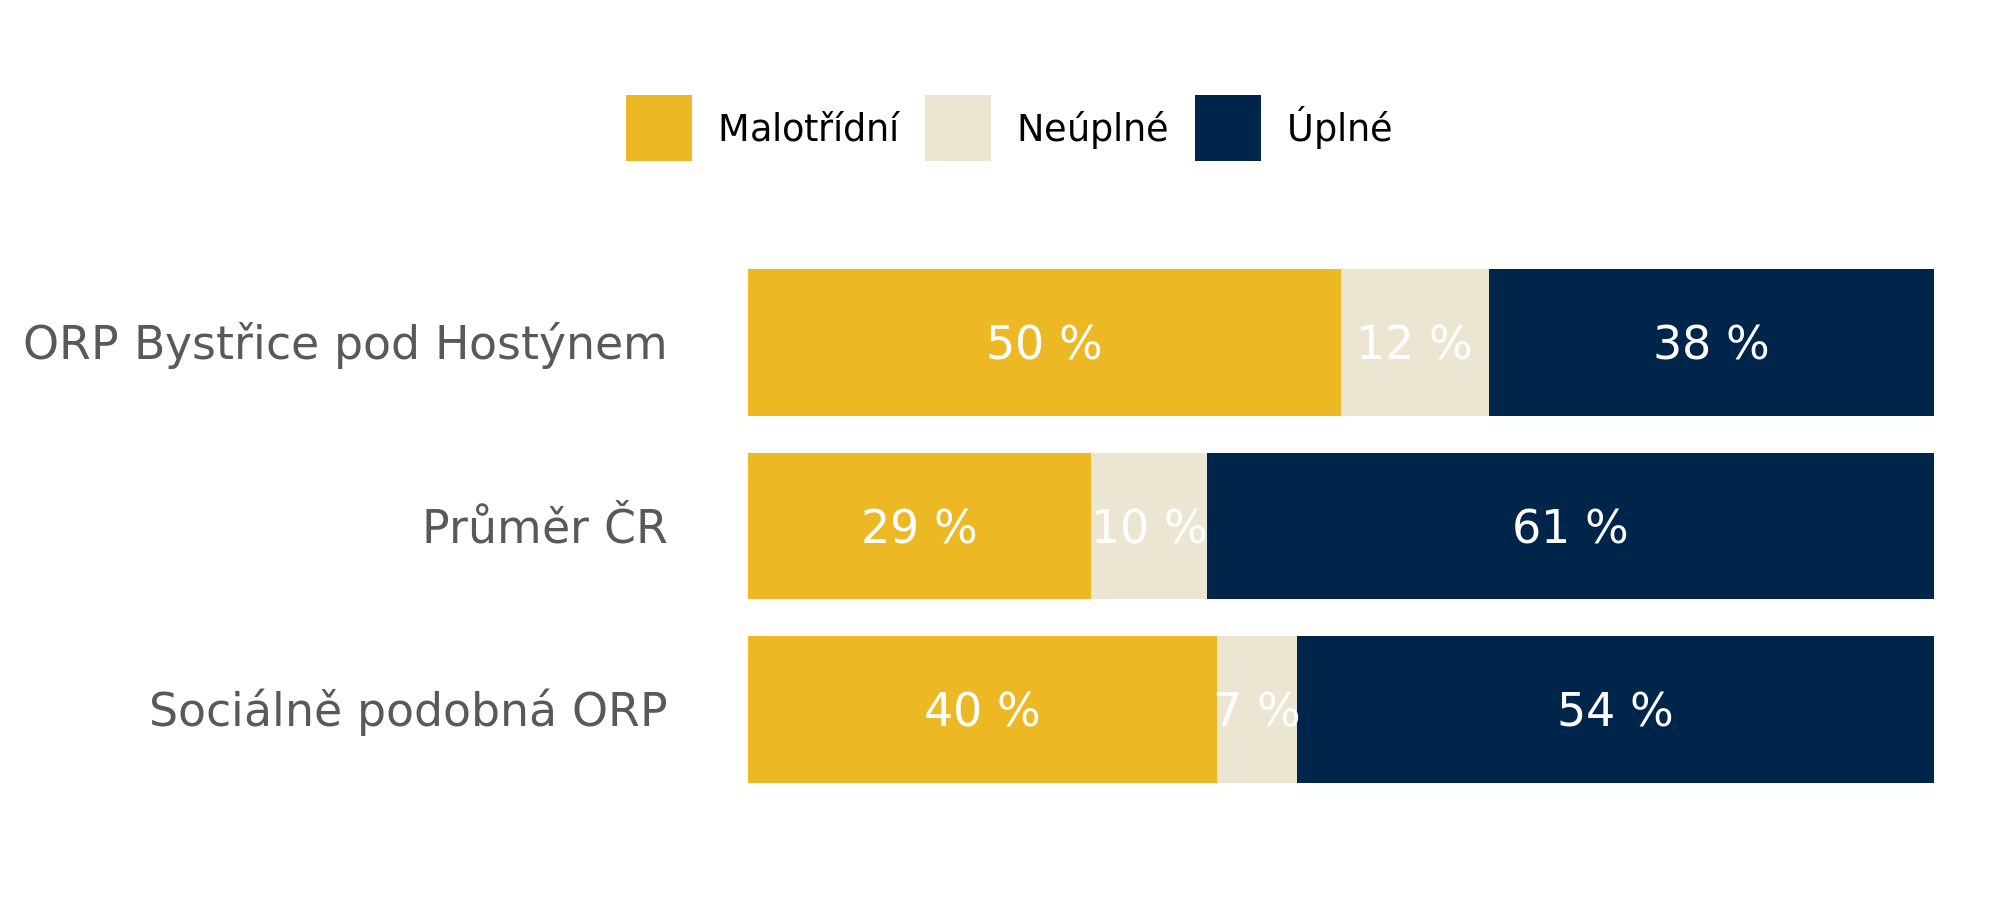 Malotřídní Neúplné Úplné
ORP Bystřice pod Hostýnem 50 % 12 % 38 %
Průměr ČR 29 % 10 % 61 %
Sociálně podobná ORP 40 % 7 % 54 %